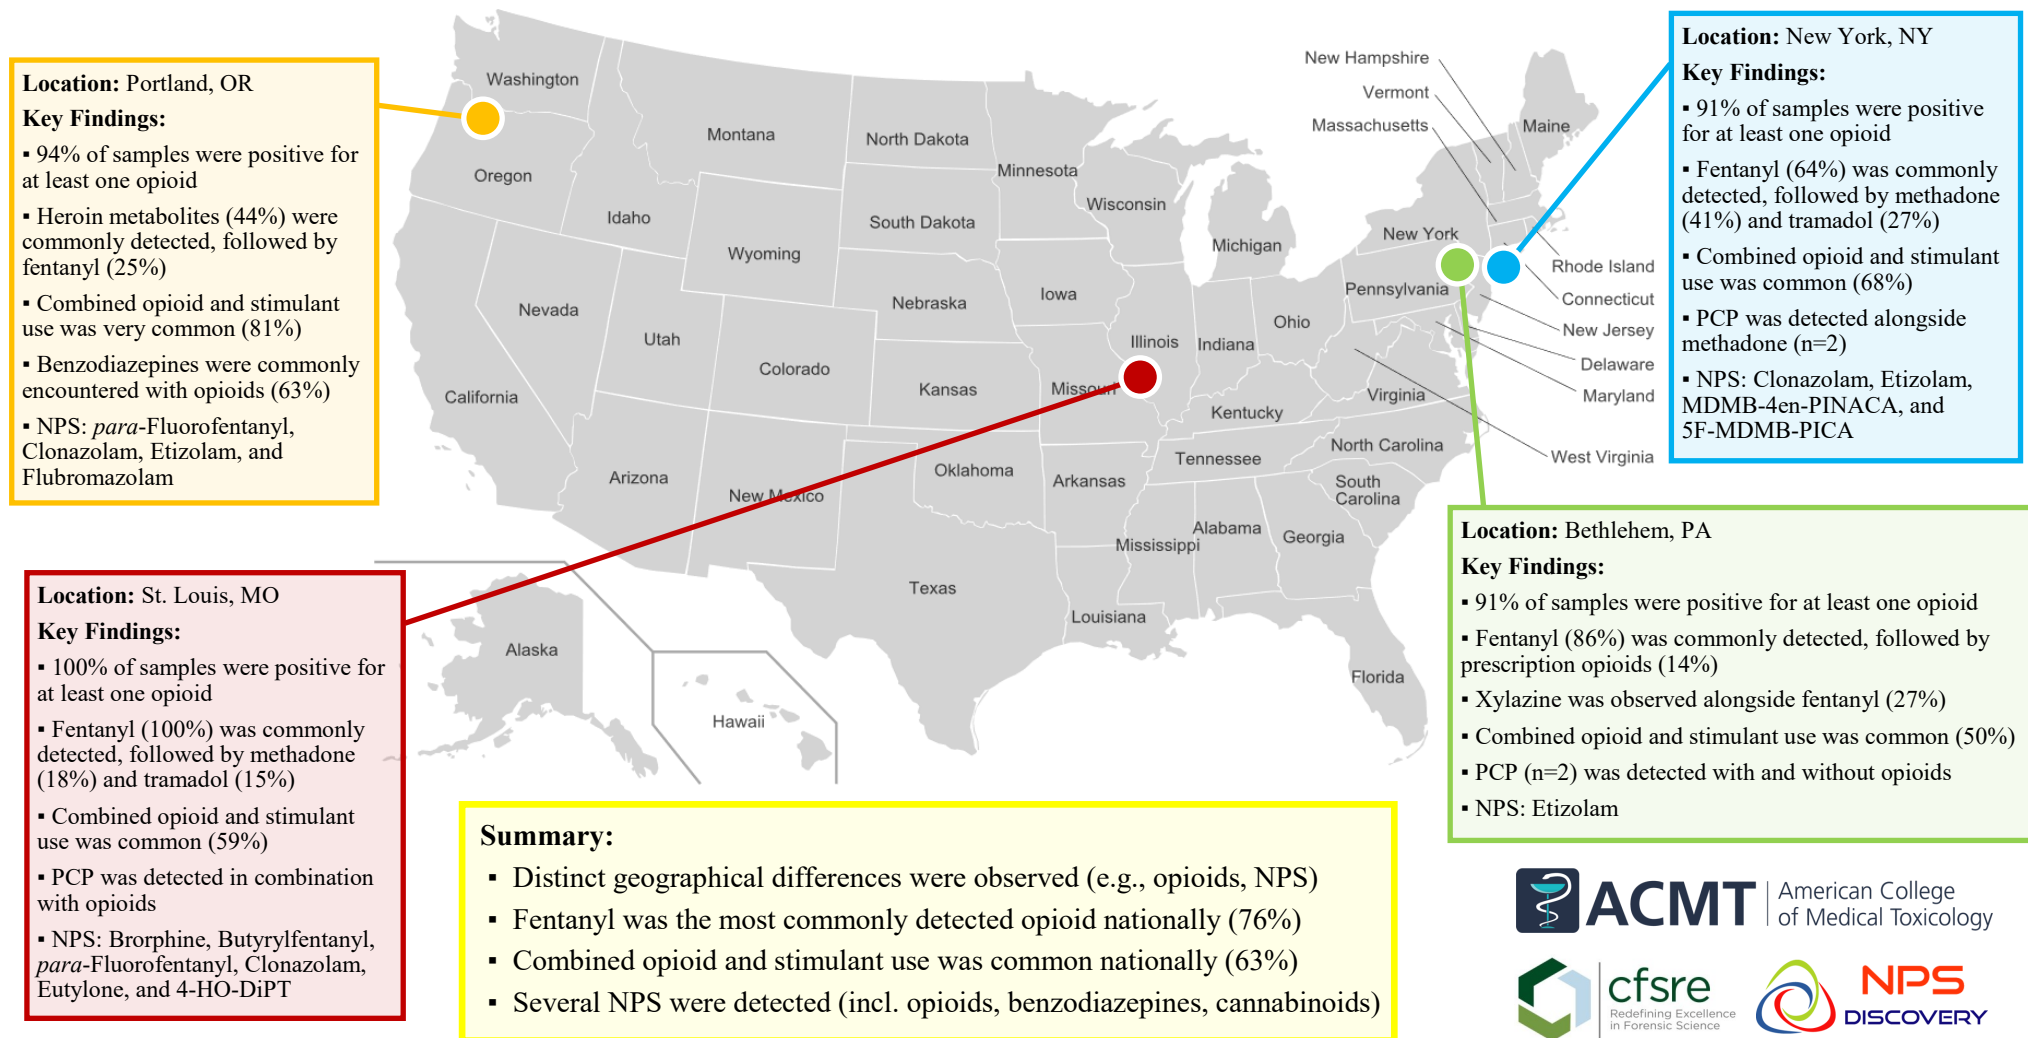 Location: Portland, OR
Key Findings:
▪ 94% of samples were positive for
at least one opioid
▪ Heroin metabolites (44%) were
commonly detected, followed by
fentanyl (25%)
▪ Combined opioid and stimulant
use was very common (81%)
▪ Benzodiazepines were commonly
encountered with opioids (63%)
▪ NPS: para-Fluorofentanyl,
Clonazolam, Etizolam, and
Flubromazolam
Location: St. Louis, MO
Key Findings:
▪ 100% of samples were positive for
at least one opioid
▪ Fentanyl (100%) was commonly
detected, followed by methadone
(18%) and tramadol (15%)
▪ Combined opioid and stimulant
use was common (59%)
▪ PCP was detected in combination
with opioids
▪ NPS: Brorphine, Butyrylfentanyl,
para-Fluorofentanyl, Clonazolam,
Eutylone, and 4-HO-DiPT
Washington
Oregon
California
Nevada
Idaho
Montana
Wyoming
Utah
Arizona
Colorado
New Mexico
North Dakota
South Dakota
Nebraska
Kansas
Oklahoma
Texas
Minnesota
Iowa
Missouri
Arkansas
Louisiana
Wisconsin
Illinois
Michigan
Indiana
Ohio
Kentucky
Tennessee
Mississippi
Alabama
Georgia
Florida
South
Carolina
North Carolina
Virginia
West Virginia
Maryland
Delaware
New Jersey
Connecticut
Rhode Island
Pennsylvania
New York
Massachusetts
Vermont
New Hampshire
Maine
Alaska
Hawaii
Location: New York, NY
Key Findings:
▪ 91% of samples were positive
for at least one opioid
▪ Fentanyl (64%) was commonly
detected, followed by methadone
(41%) and tramadol (27%)
▪ Combined opioid and stimulant
use was common (68%)
▪ PCP was detected alongside
methadone (n=2)
▪ NPS: Clonazolam, Etizolam,
MDMB-4en-PINACA, and
5F-MDMB-PICA
Location: Bethlehem, PA
Key Findings:
▪ 91% of samples were positive for at least one opioid
▪ Fentanyl (86%) was commonly detected, followed by
prescription opioids (14%)
▪ Xylazine was observed alongside fentanyl (27%)
▪ Combined opioid and stimulant use was common (50%)
▪ PCP (n=2) was detected with and without opioids
▪ NPS: Etizolam
Summary:
▪ Distinct geographical differences were observed (e.g., opioids, NPS)
▪ Fentanyl was the most commonly detected opioid nationally (76%)
▪ Combined opioid and stimulant use was common nationally (63%)
▪ Several NPS were detected (incl. opioids, benzodiazepines, cannabinoids)
ACMT
American College
of Medical Toxicology
cfsre
Redefining Excellence
in Forensic Science
NPS
DISCOVERY